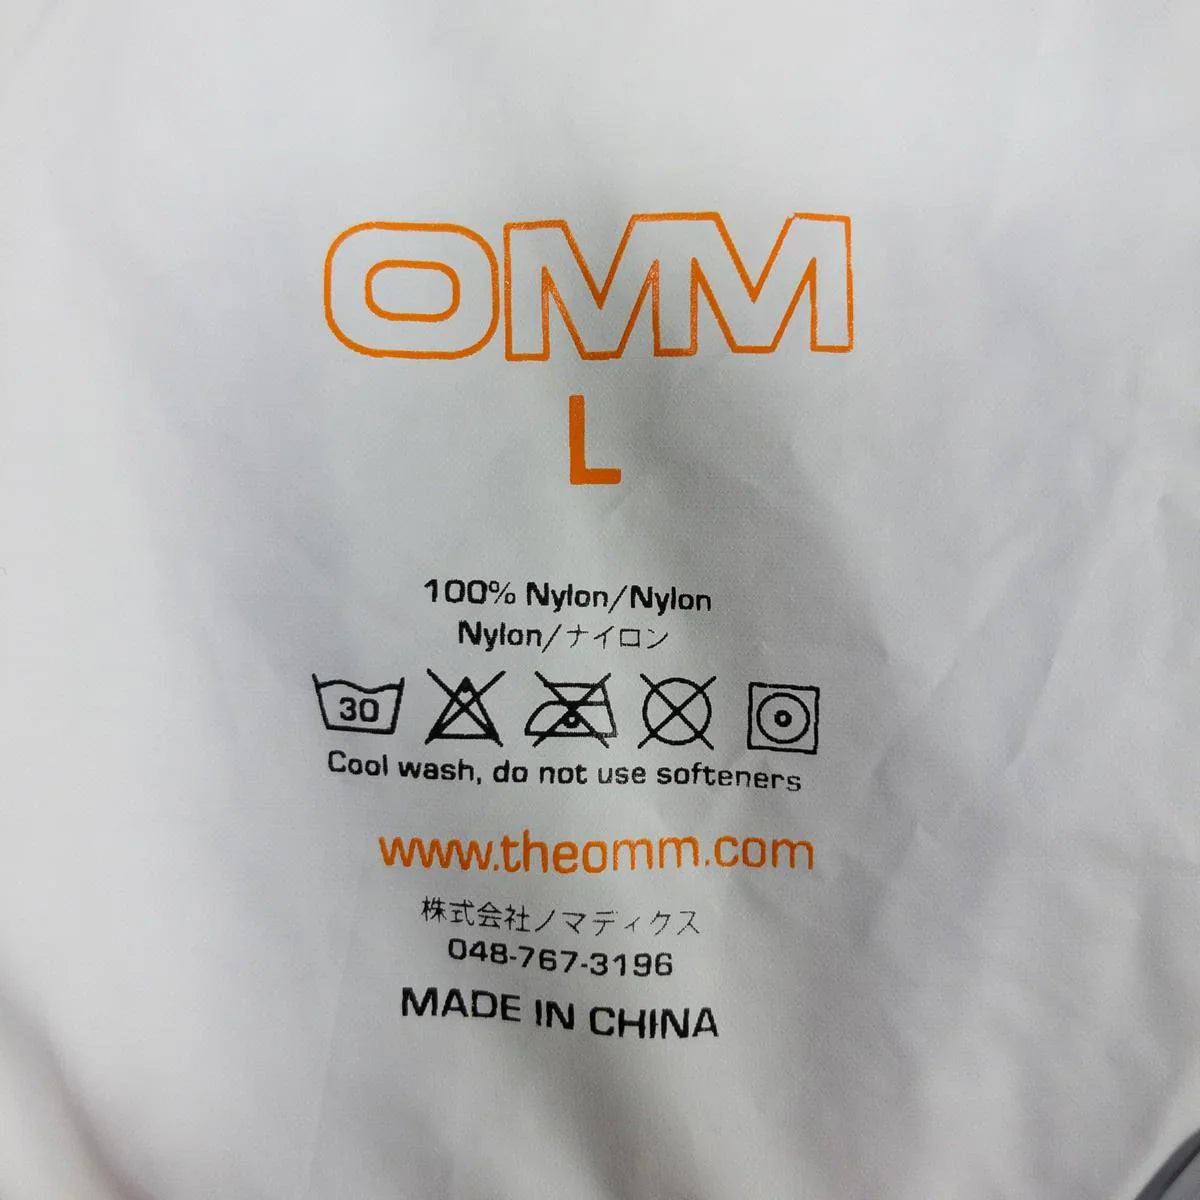 OMM
L
100% Nylon/Nylon
Nylon/ナイロン
30
Cool wash, do not use softeners
www.theomm.com
株式会社ノマディクス
048-767-3196
MADE IN CHINA